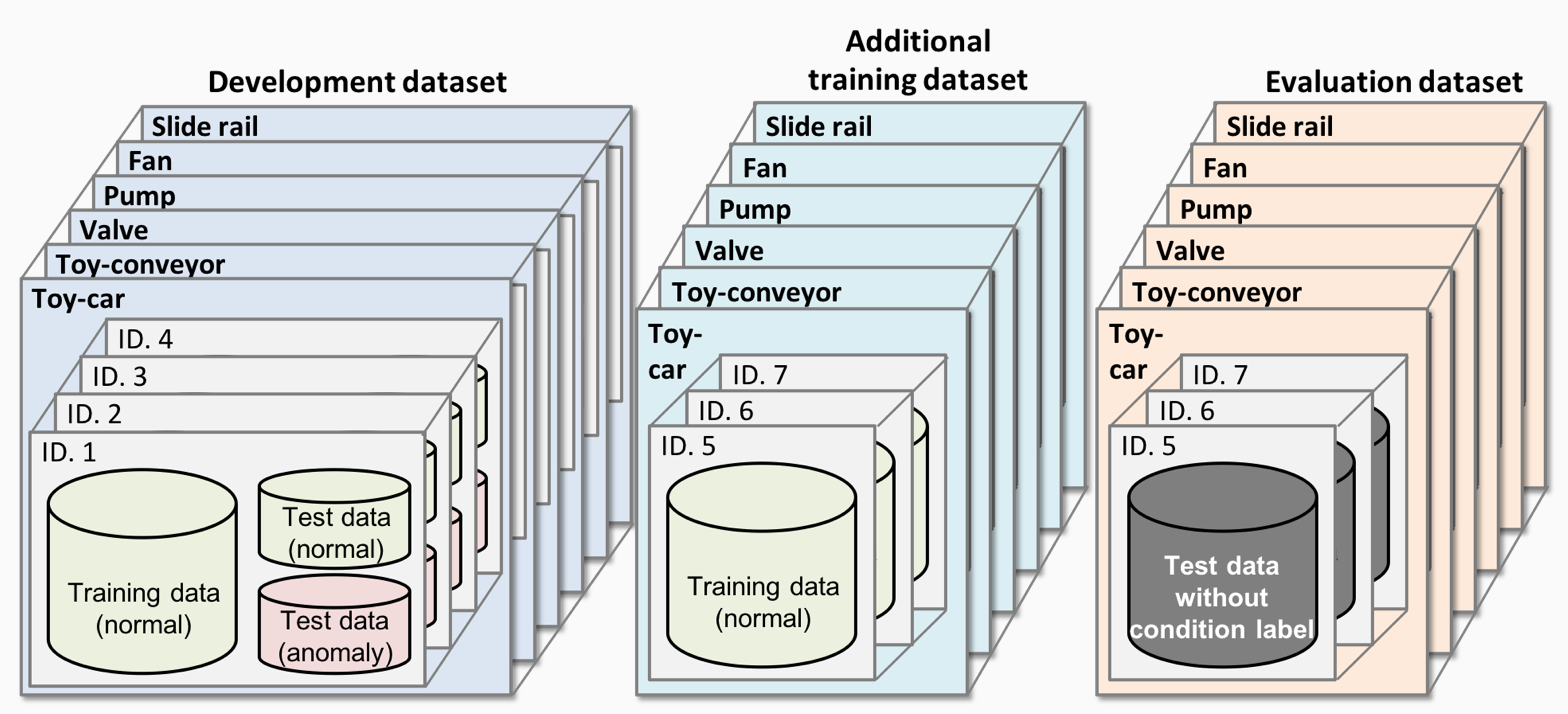 Development dataset
Slide rail
Fan
Pump
Valve
Toy-conveyor
Toy-car
ID. 4
ID. 3
ID. 2
ID. 1
Training data
(normal)
Test data
(normal)
Test data
(anomaly)
Additional
training dataset
Slide rail
Fan
Pump
Valve
Toy-conveyor
Toy-
car
ID. 7
ID. 6
ID. 5
Training data
(normal)
Evaluation dataset
Slide rail
Fan
Pump
Valve
Toy-conveyor
Toy-
car
ID. 7
ID. 6
ID. 5
Test data
without
condition label